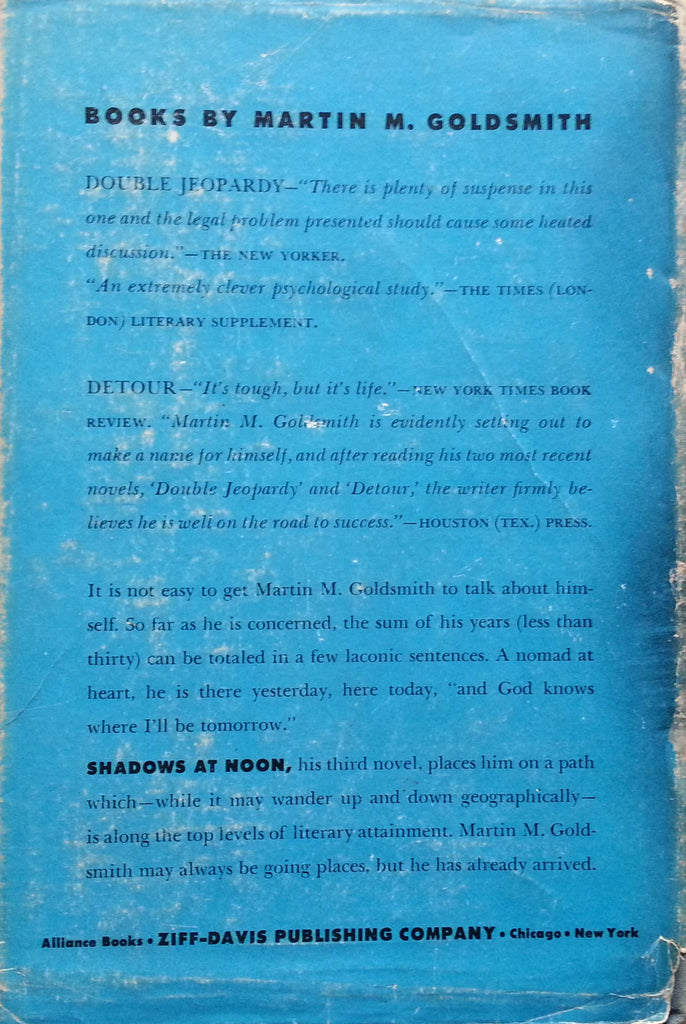 BOOKS BY MARTIN M. GOLDSMITH
DOUBLE JEOPARDY—“There is plenty of suspense in this
one and the legal problem presented should cause some heated
discussion.”—THE NEW YORKER.
“An extremely clever psychological study.”—THE TIMES (LON-
DON) LITERARY SUPPLEMENT.
DETOUR—“It's tough, but it's life.”—NEW YORK TIMES BOOK
REVIEW. “Martin M. Goldsmith is evidently setting out to
make a name for himself, and after reading his two most recent
novels, ‘Double Jeopardy’ and ‘Detour,’ the writer firmly be-
lieves he is well on the road to success.”—HOUSTON (TEX.) PRESS.
It is not easy to get Martin M. Goldsmith to talk about him-
self. So far as he is concerned, the sum of his years (less than
thirty) can be totaled in a few laconic sentences. A nomad at
heart, he is there yesterday, here today, “and God knows
where I'll be tomorrow.”
SHADOWS AT NOON, his third novel, places him on a path
which—while it may wander up and down geographically—
is along the top levels of literary attainment. Martin M. Gold-
smith may always be going places, but he has already arrived.
Alliance Books • ZIFF-DAVIS PUBLISHING COMPANY • Chicago • New York